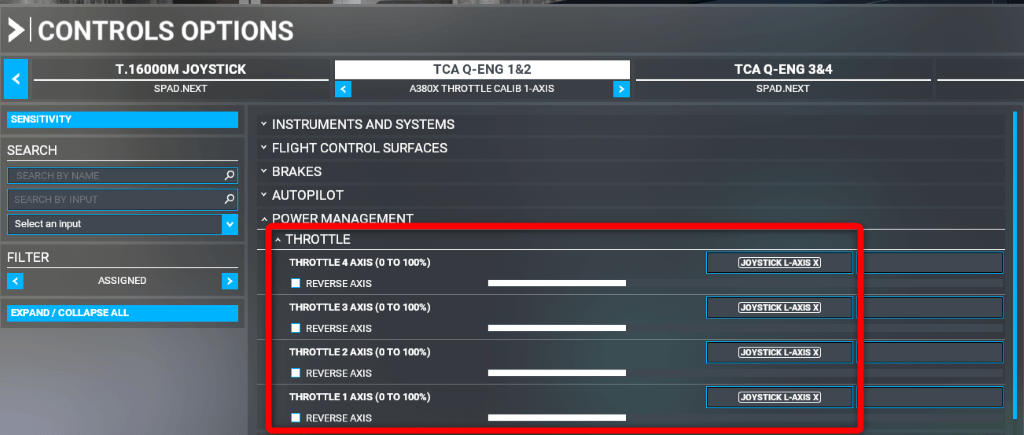 CONTROLS OPTIONS
T.16000M JOYSTICK
SPAD.NEXT
TCA Q-ENG 1&2
A380X THROTTLE CALIB 1-AXIS
TCA Q-ENG 3&4
SPAD.NEXT
SENSITIVITY
SEARCH
SEARCH BY NAME
SEARCH BY INPUT
Select an input
FILTER
ASSIGNED
EXPAND / COLLAPSE ALL
INSTRUMENTS AND SYSTEMS
FLIGHT CONTROL SURFACES
BRAKES
AUTOPILOT
POWER MANAGEMENT
THROTTLE
THROTTLE 4 AXIS (0 TO 100%)
JOYSTICK L-AXIS X
REVERSE AXIS
THROTTLE 3 AXIS (0 TO 100%)
JOYSTICK L-AXIS X
REVERSE AXIS
THROTTLE 2 AXIS (0 TO 100%)
JOYSTICK L-AXIS X
REVERSE AXIS
THROTTLE 1 AXIS (0 TO 100%)
JOYSTICK L-AXIS X
REVERSE AXIS